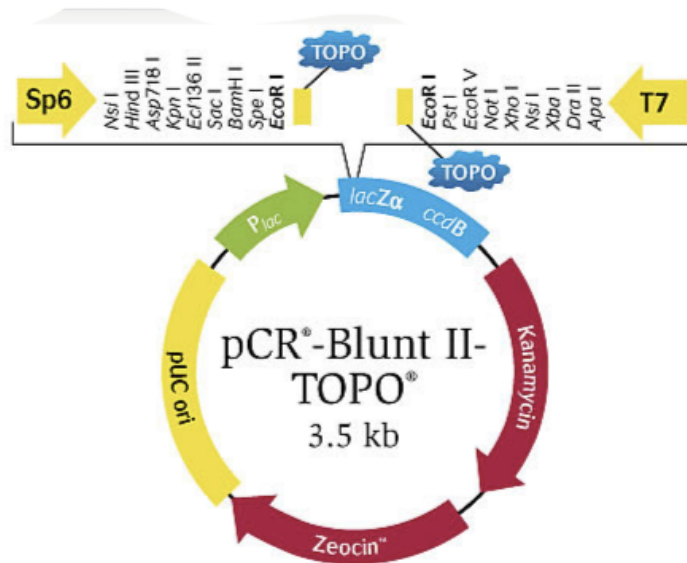 TOPO
Sp6
Nsi I
Hind III
Asp718 I
Kpn I
Ecl136 II
Sac I
BamH I
Spe I
EcoR I
EcoR I
Pst I
EcoR V
Not I
Xho I
Nsi I
Xba I
Dra II
Apa I
T7
TOPO
Plac
lacZα ccdB
Kanamycin
Zeocin™
pUC ori
pCR®-Blunt II-
TOPO®
3.5 kb